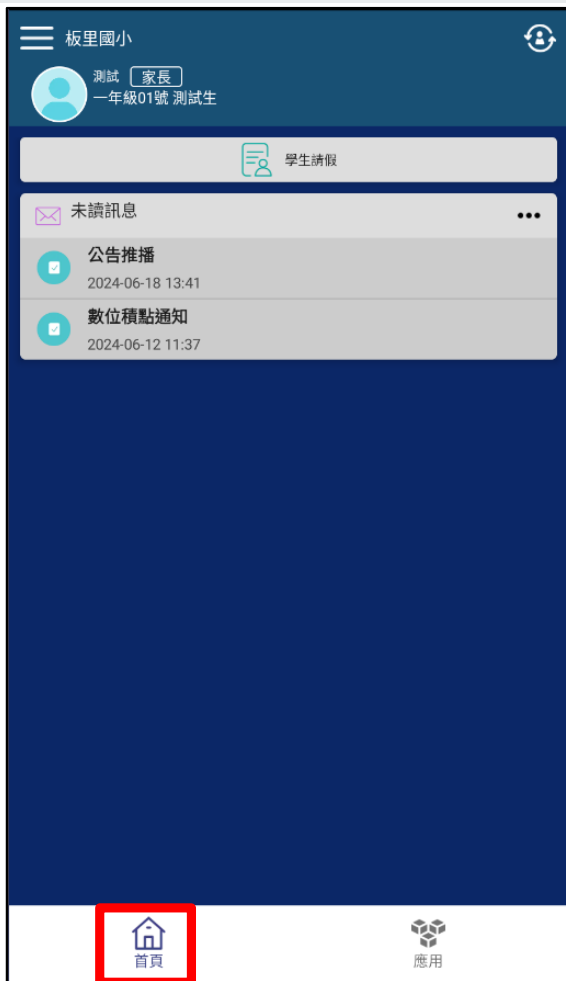 板里國小
測試 家長
一年級01號 測試生
學生請假
未讀訊息
公告推播
2024-06-18 13:41
數位積點通知
2024-06-12 11:37
首頁
應用